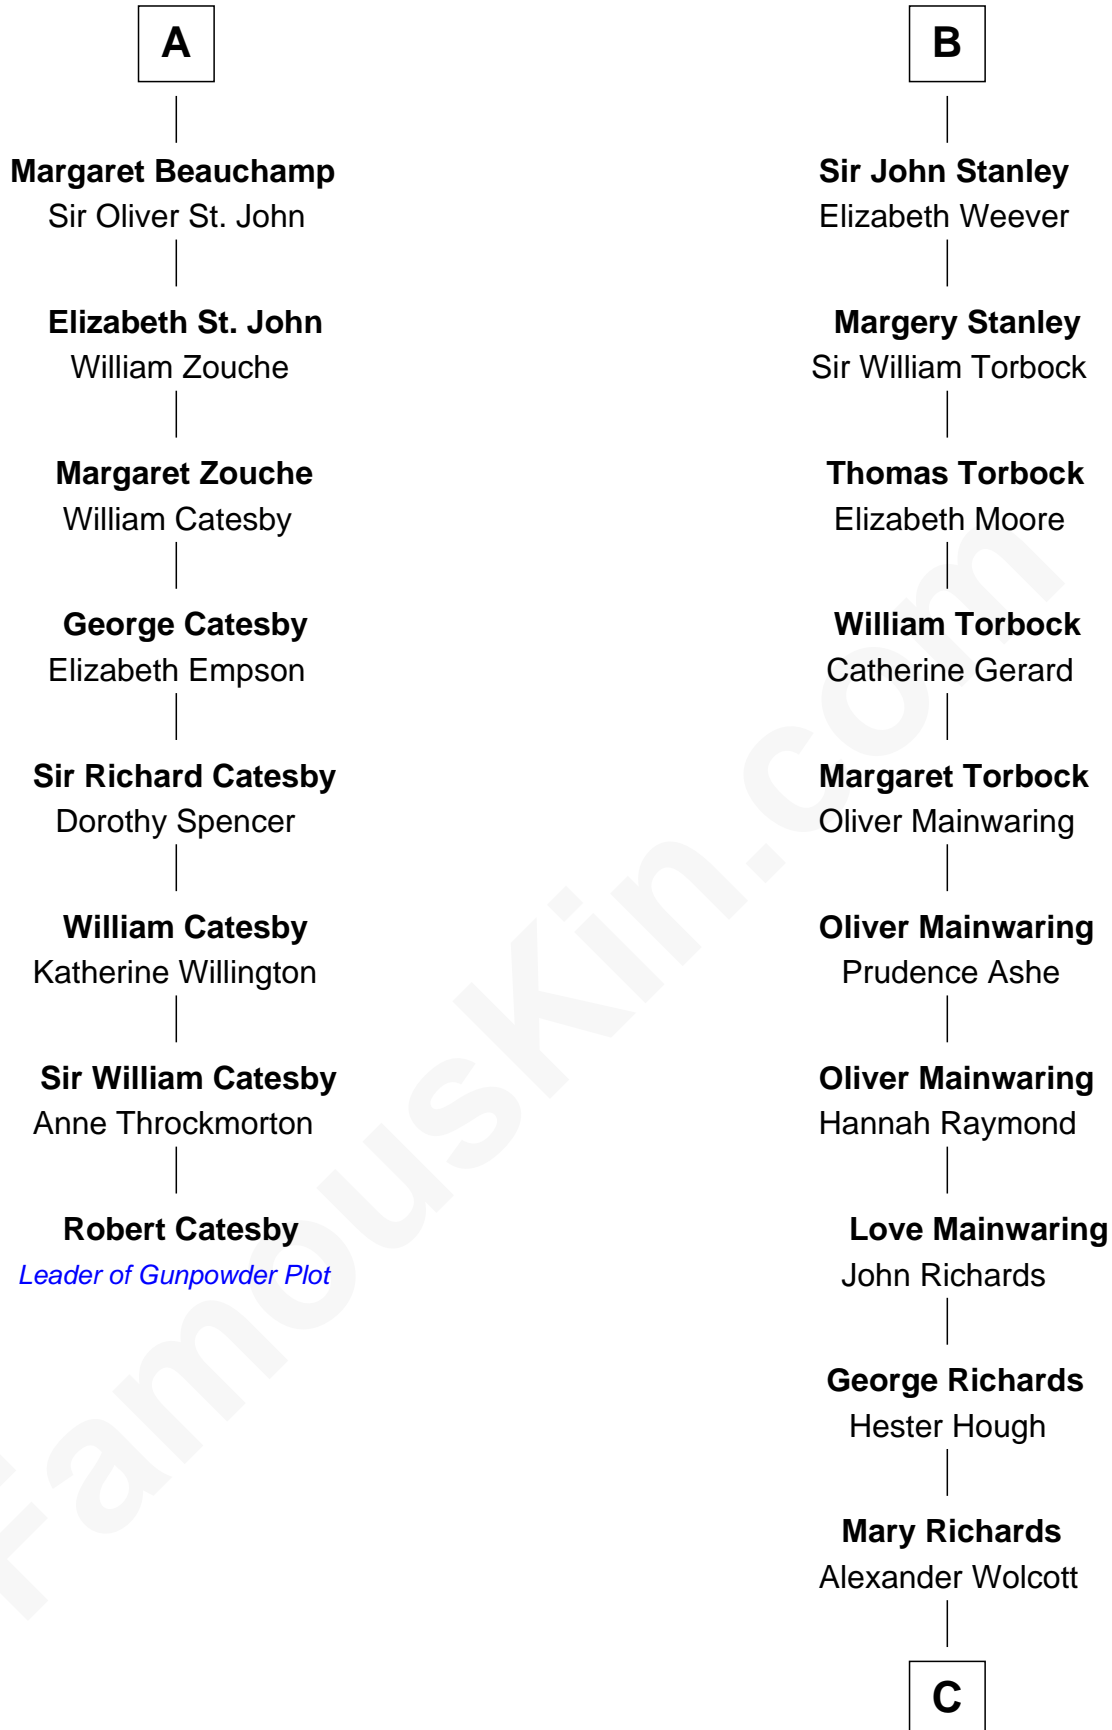 A
Margaret Beauchamp
Sir Oliver St. John
Elizabeth St. John
William Zouche
Margaret Zouche
William Catesby
George Catesby
Elizabeth Empson
Sir Richard Catesby
Dorothy Spencer
William Catesby
Katherine Willington
Sir William Catesby
Anne Throckmorton
Robert Catesby
Leader of Gunpowder Plot
B
Sir John Stanley
Elizabeth Weever
Margery Stanley
Sir William Torbock
Thomas Torbock
Elizabeth Moore
William Torbock
Catherine Gerard
Margaret Torbock
Oliver Mainwaring
Oliver Mainwaring
Prudence Ashe
Oliver Mainwaring
Hannah Raymond
Love Mainwaring
John Richards
George Richards
Hester Hough
Mary Richards
Alexander Wolcott
C
FamousKin.com